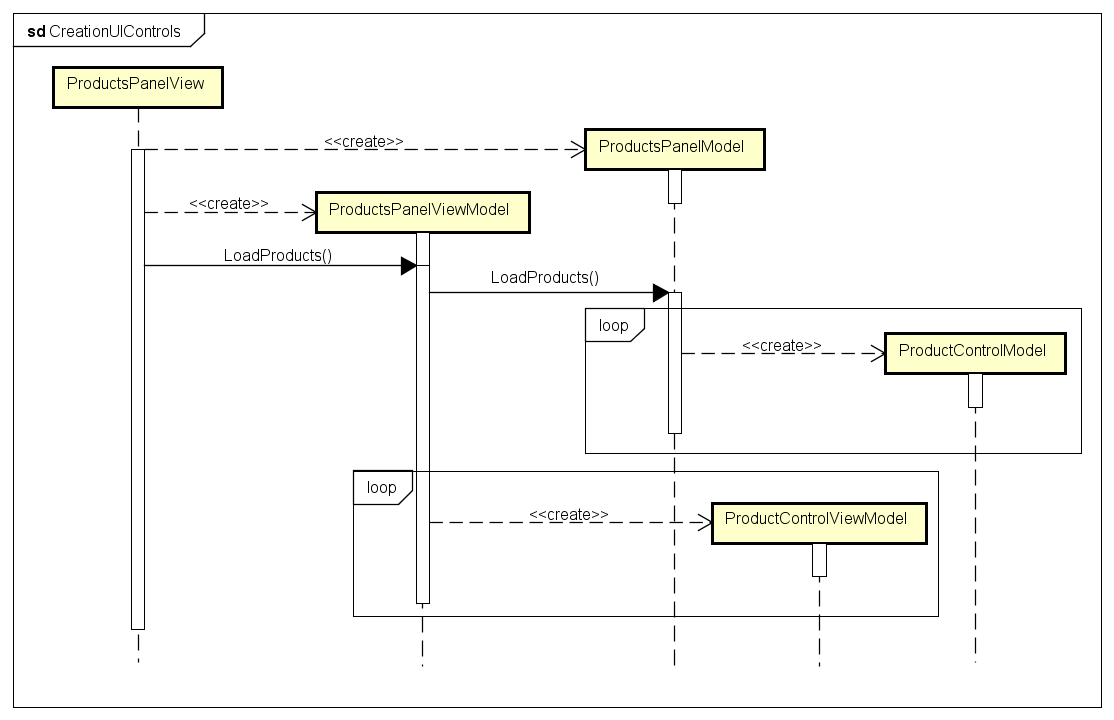 sd CreationUIControls
ProductsPanelView
<<create>>
ProductsPanelModel
<<create>>
ProductsPanelViewModel
LoadProducts()
LoadProducts()
loop
<<create>>
ProductControlModel
loop
<<create>>
ProductControlViewModel